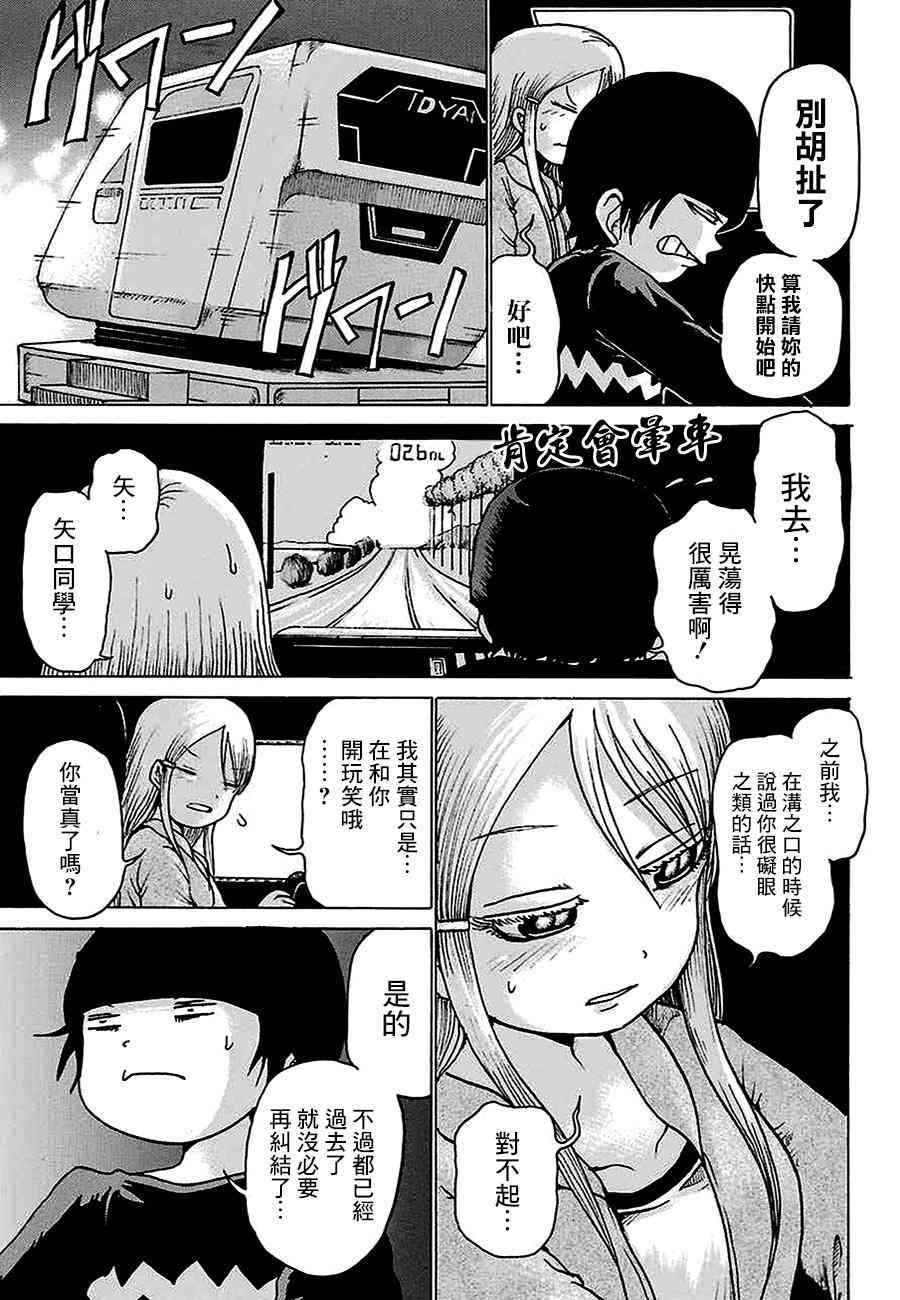 別胡扯了
算我請妳的
快點開始吧
好吧…
ガワーン
ガワーン
DYAN
我去…
晃蕩得
很厲害啊！
肯定會暈車
026
矢…
矢口同學…
之前我…
在溝之口的時候
說過你很礙眼
之類的話…
對不起…
我其實只是…
在和你
開玩笑哦
……？
你當真了嗎？
是的
不過都已經
過去了
就沒必要
再糾結了…